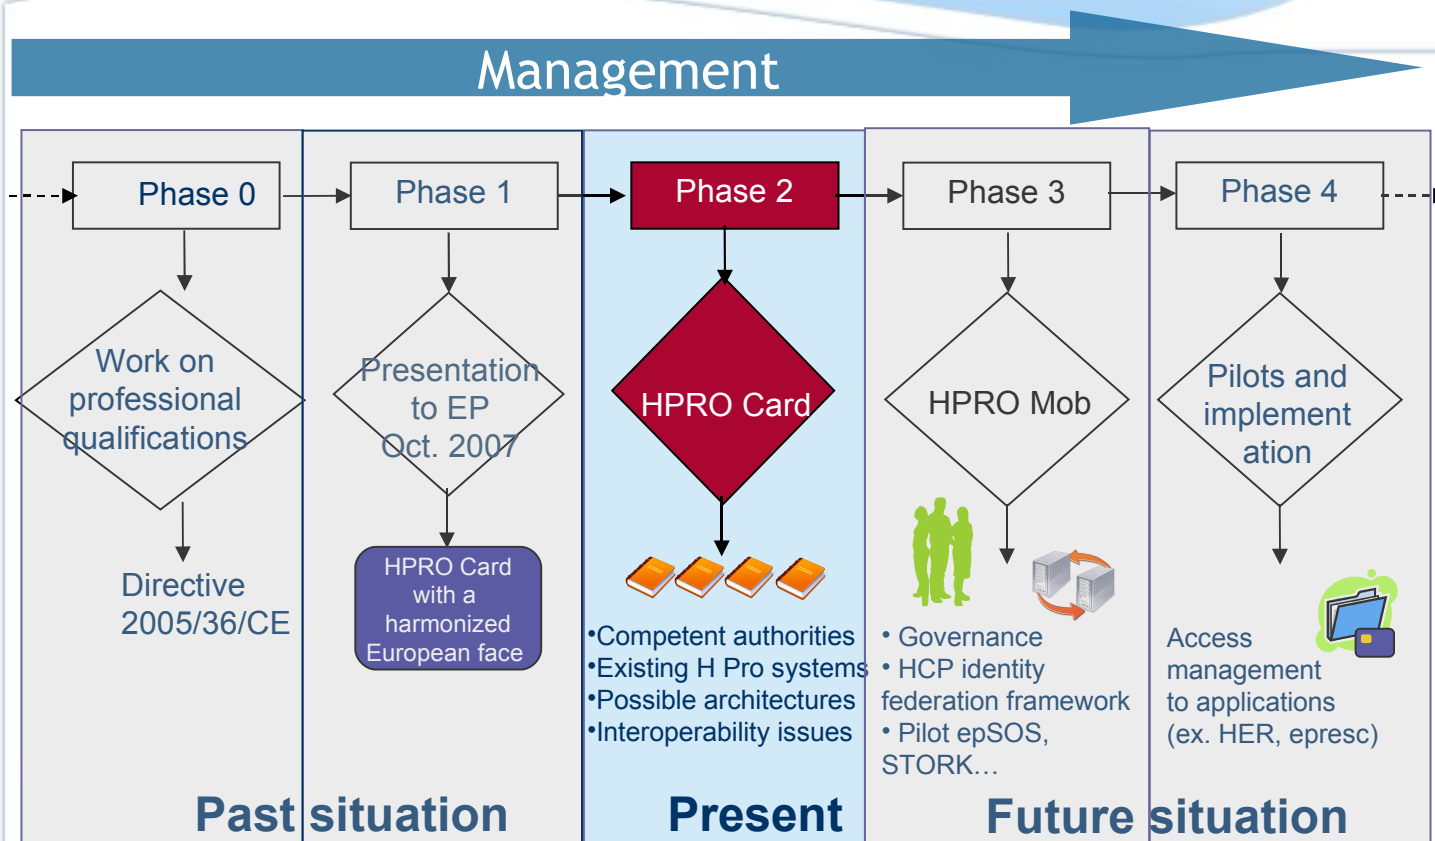 Management
Phase 0
Work on
professional
qualifications
Directive
2005/36/CE
Phase 1
Presentation
to EP
Oct. 2007
HPRO Card
with a
harmonized
European face
Past situation
Phase 2
HPRO Card
•Competent authorities
•Existing H Pro systems
•Possible architectures
•Interoperability issues
Present
Phase 3
HPRO Mob
• Governance
• HCP identity
federation framework
• Pilot epSOS,
STORK…
Phase 4
Pilots and
implement
ation
Access
management
to applications
(ex. HER, epresc)
Future situation